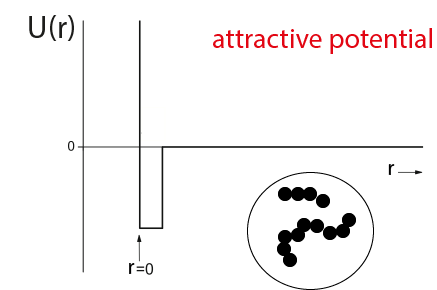 U(r)
attractive potential
0
r
r=0